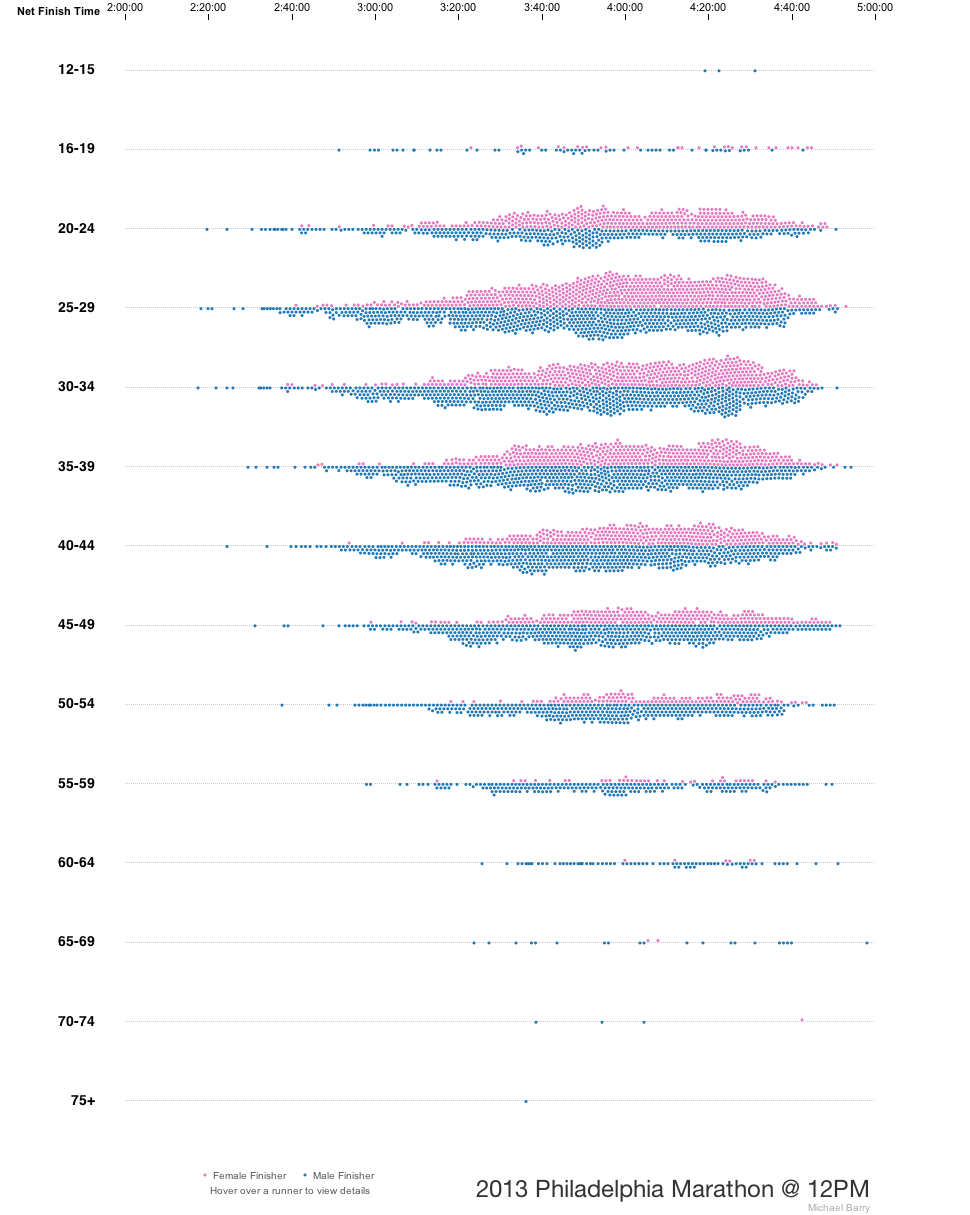 Net Finish Time 2:00:00 2:20:00 2:40:00 3:00:00 3:20:00 3:40:00 4:00:00 4:20:00 4:40:00 5:00:00
12-15
16-19
20-24
25-29
30-34
35-39
40-44
45-49
50-54
55-59
60-64
65-69
70-74
75+
Female Finisher Male Finisher
Hover over a runner to view details
2013 Philadelphia Marathon @ 12PM
Michael Barry